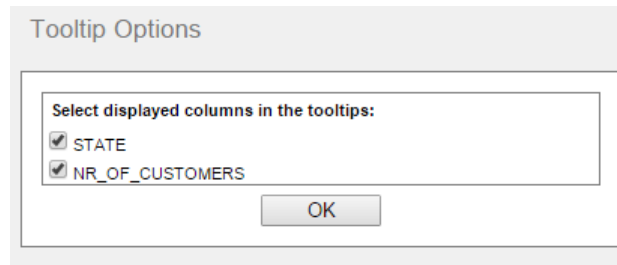 Tooltip Options
Select displayed columns in the tooltips:
STATE
NR_OF_CUSTOMERS
OK